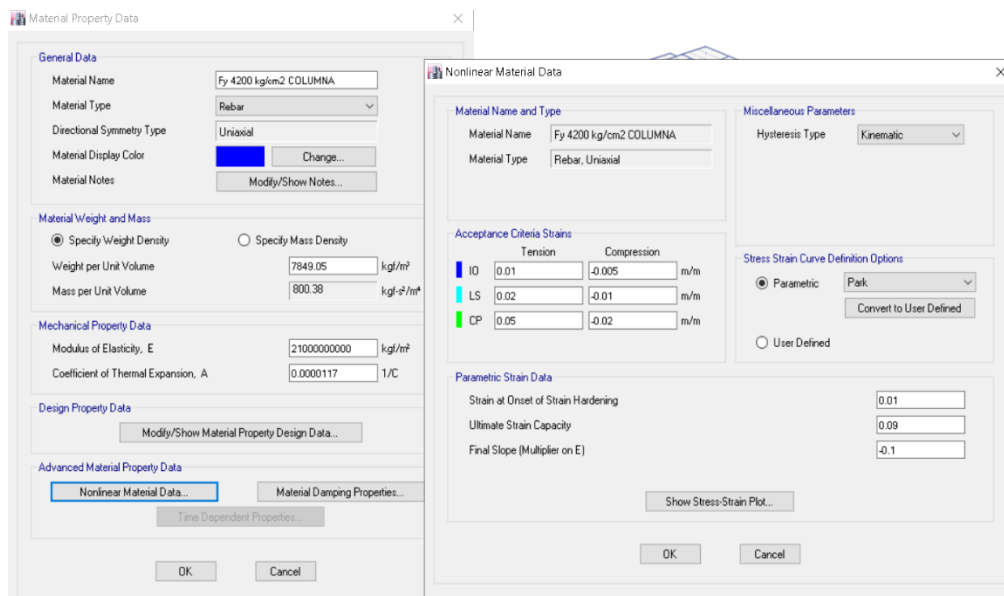 Material Property Data
General Data
Material Name
Fy 4200 kg/cm2 COLUMNA
Material Type
Rebar
Directional Symmetry Type
Uniaxial
Material Display Color
Change...
Material Notes
Modify/Show Notes...
Material Weight and Mass
Specify Weight Density
Specify Mass Density
Weight per Unit Volume
7849.05
kgf/m³
Mass per Unit Volume
800.38
kgf-s²/m⁴
Mechanical Property Data
Modulus of Elasticity, E
21000000000
kgf/m²
Coefficient of Thermal Expansion, A
0.0000117
1/C
Design Property Data
Modify/Show Material Property Design Data...
Advanced Material Property Data
Nonlinear Material Data...
Material Damping Properties...
Time Dependent Properties...
OK
Cancel
Nonlinear Material Data
Material Name and Type
Material Name
Fy 4200 kg/cm2 COLUMNA
Material Type
Rebar, Uniaxial
Miscellaneous Parameters
Hysteresis Type
Kinematic
Acceptance Criteria Strains
Tension
Compression
IO
0.01
-0.005
m/m
LS
0.02
-0.01
m/m
CP
0.05
-0.02
m/m
Stress Strain Curve Definition Options
Parametric
Park
Convert to User Defined
User Defined
Parametric Strain Data
Strain at Onset of Strain Hardening
0.01
Ultimate Strain Capacity
0.09
Final Slope (Multiplier on E)
-0.1
Show Stress-Strain Plot...
OK
Cancel